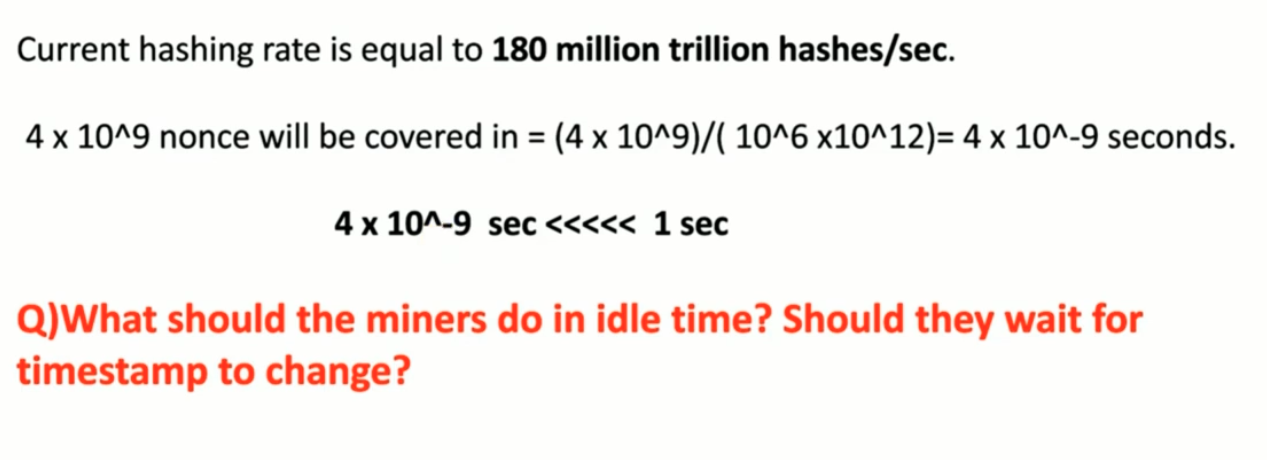 Current hashing rate is equal to 180 million trillion hashes/sec.
4 x 10^9 nonce will be covered in = (4 x 10^9)/( 10^6 x10^12)= 4 x 10^-9 seconds.
4 x 10^-9 sec <<<<< 1 sec
Q)What should the miners do in idle time? Should they wait for
timestamp to change?